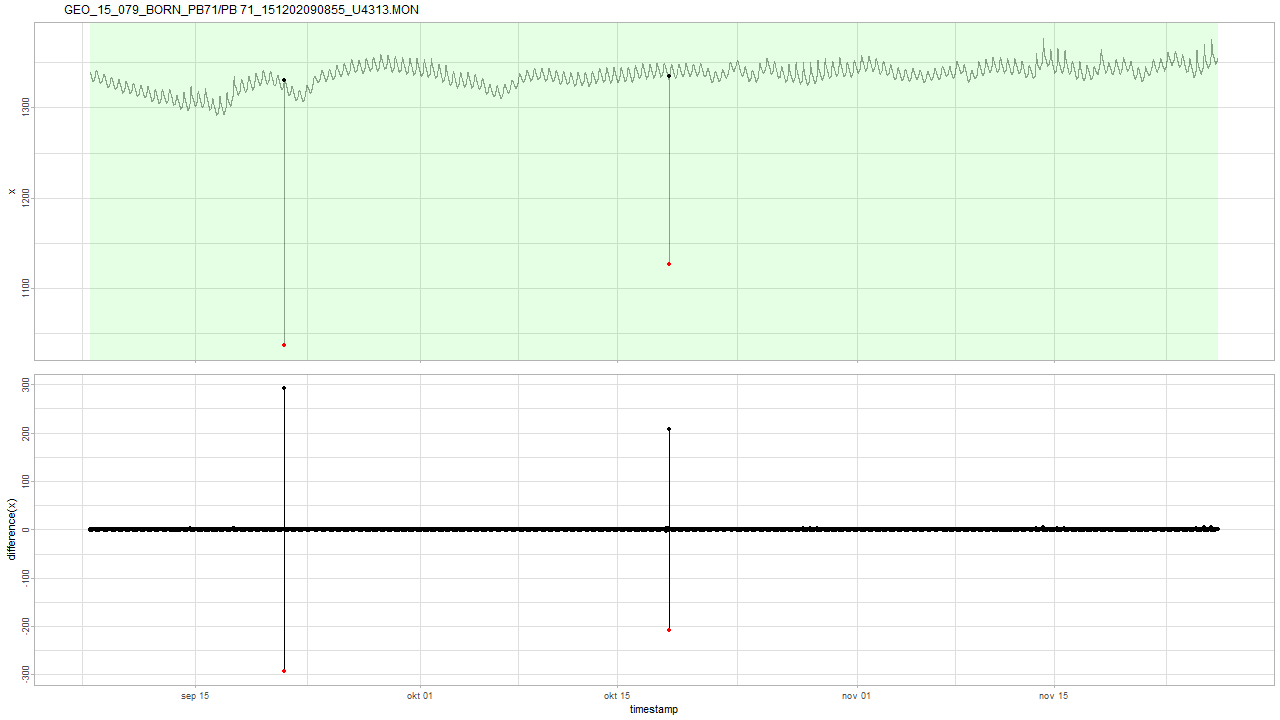 GEO_15_079_BORN_PB71/PB 71_151202090855_U4313.MON
1300
1200
1100
x
300
200
100
0
-100
-200
-300
difference(x)
sep 15
okt 01
okt 15
nov 01
nov 15
timestamp